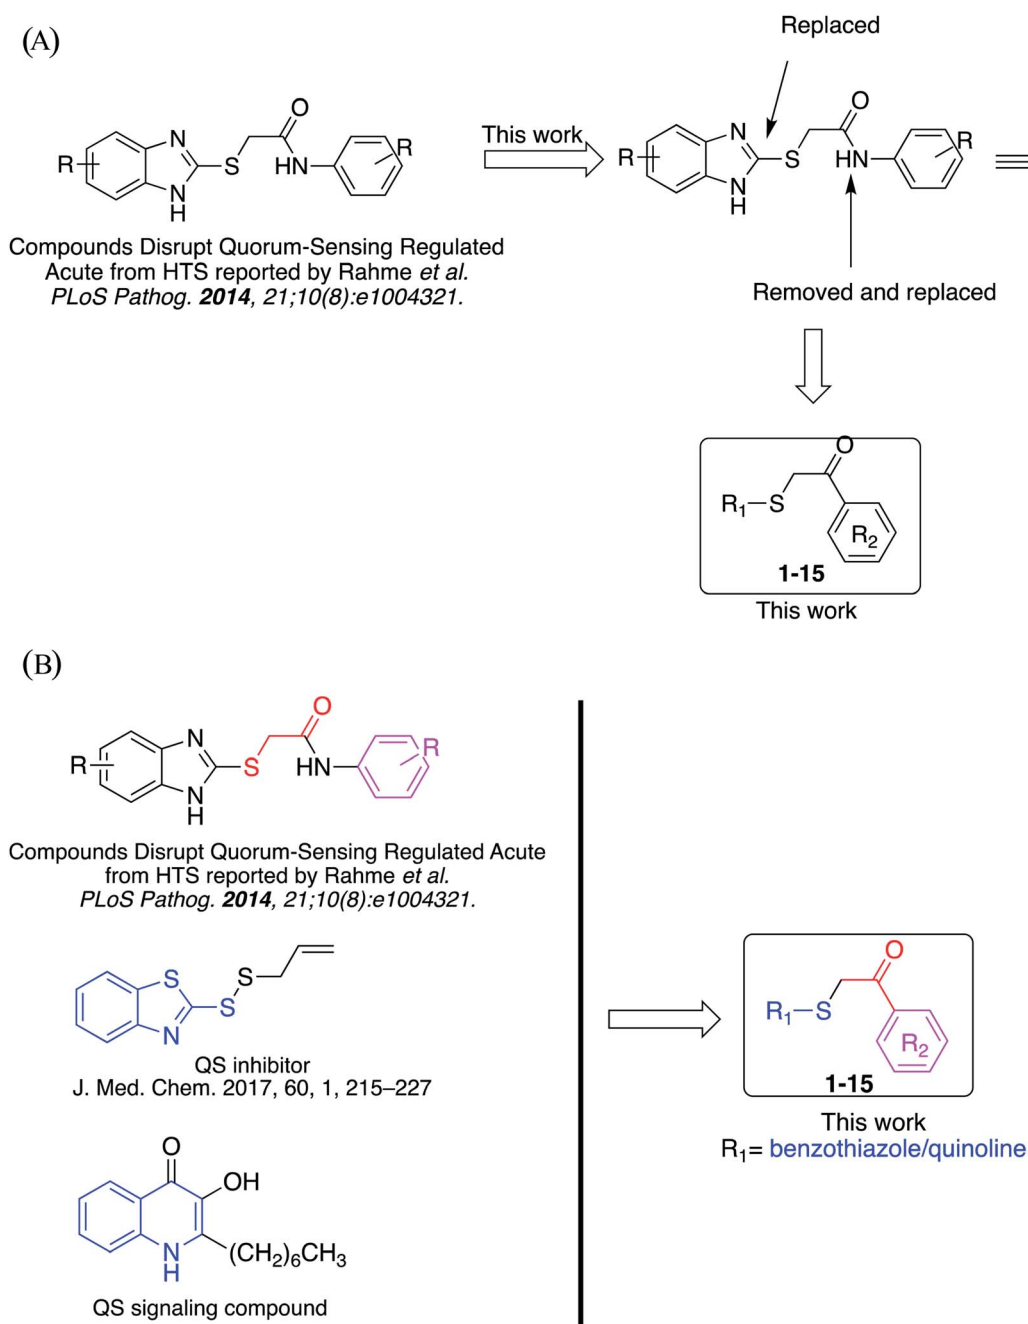 (A)
Replaced
R
N
N
H
S
O
HN
R
This work
R
N
N
H
S
O
HN
R
Compounds Disrupt Quorum-Sensing Regulated
Acute from HTS reported by Rahme et al.
PLoS Pathog. 2014, 21;10(8):e1004321.
Removed and replaced
O
R1–S
R2
1-15
This work
(B)
R
N
N
H
S
O
HN
R
Compounds Disrupt Quorum-Sensing Regulated Acute
from HTS reported by Rahme et al.
PLoS Pathog. 2014, 21;10(8):e1004321.
S
N
S
S
QS inhibitor
J. Med. Chem. 2017, 60, 1, 215–227
O
OH
N
H
(CH2)6CH3
QS signaling compound
O
R1–S
R2
1-15
This work
R1= benzothiazole/quinoline